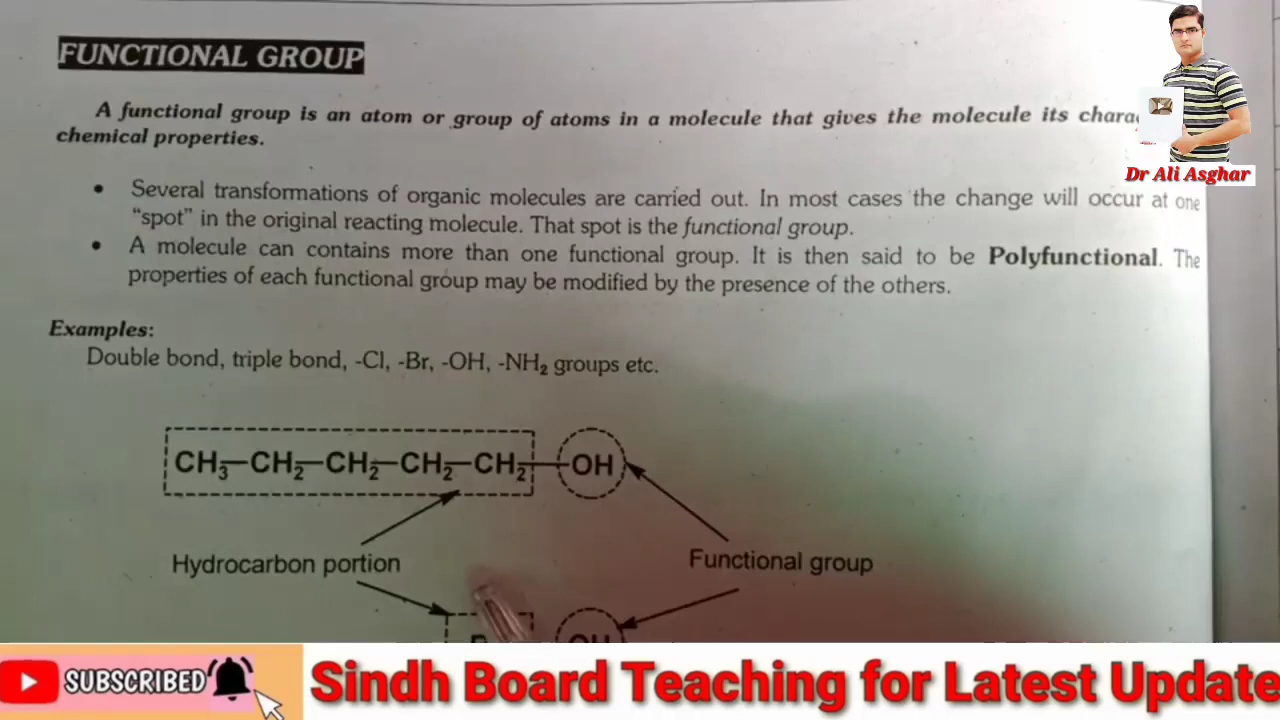 FUNCTIONAL GROUP
A functional group is an atom or group of atoms in a molecule that gives the molecule its
chemical properties.
Dr Ali Asghar
• Several transformations of organic molecules are carried out. In most cases the change will occur at one
"spot" in the original reacting molecule. That spot is the functional group.
• A molecule can contains more than one functional group. It is then said to be Polyfunctional. The
properties of each functional group may be modified by the presence of the others.
Examples:
Double bond, triple bond, -Cl, -Br, -OH, -NH₂ groups etc.
CH₃—CH₂—CH₂—CH₂—CH₂—OH
Hydrocarbon portion
Functional group
OH
SUBSCRIBED
Sindh Board Teaching for Latest Update